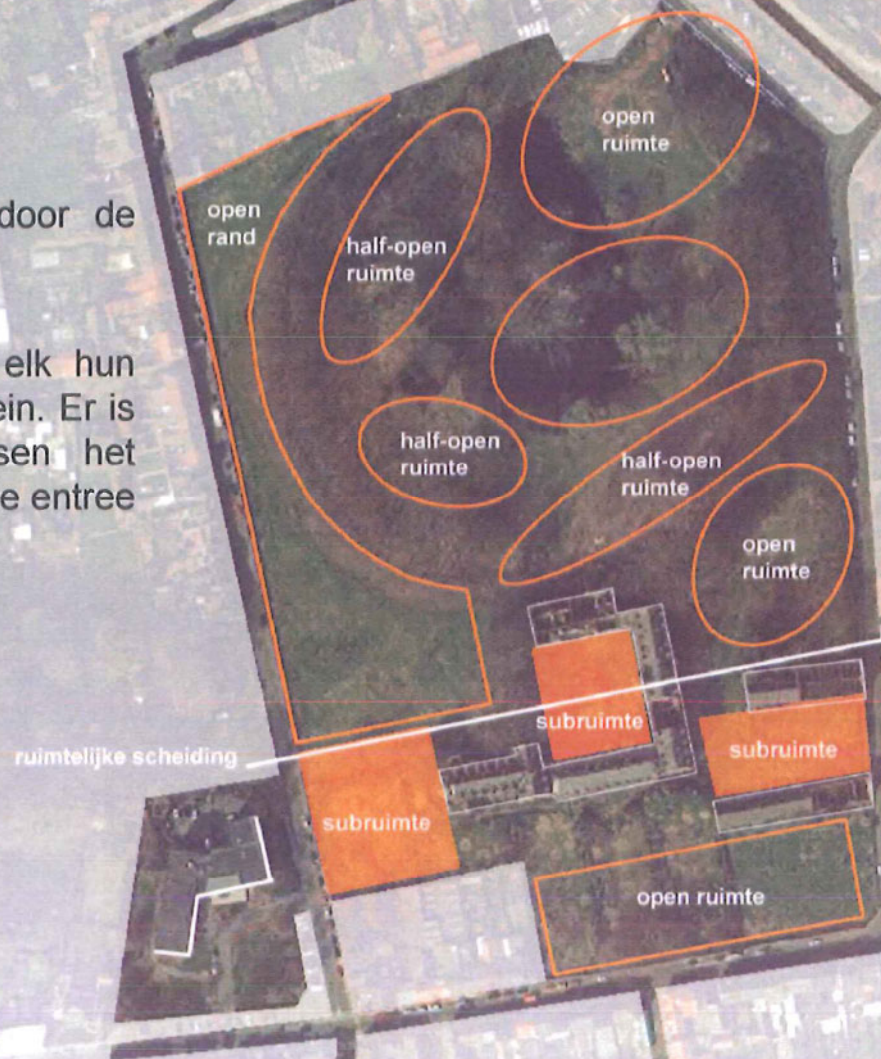 door de
elk hun
ein. Er is
sen het
e entree
open
ruimte
open
rand
half-open
ruimte
half-open
ruimte
half-open
ruimte
open
ruimte
subruimte
ruimtelijke scheiding
subruimte
subruimte
open ruimte